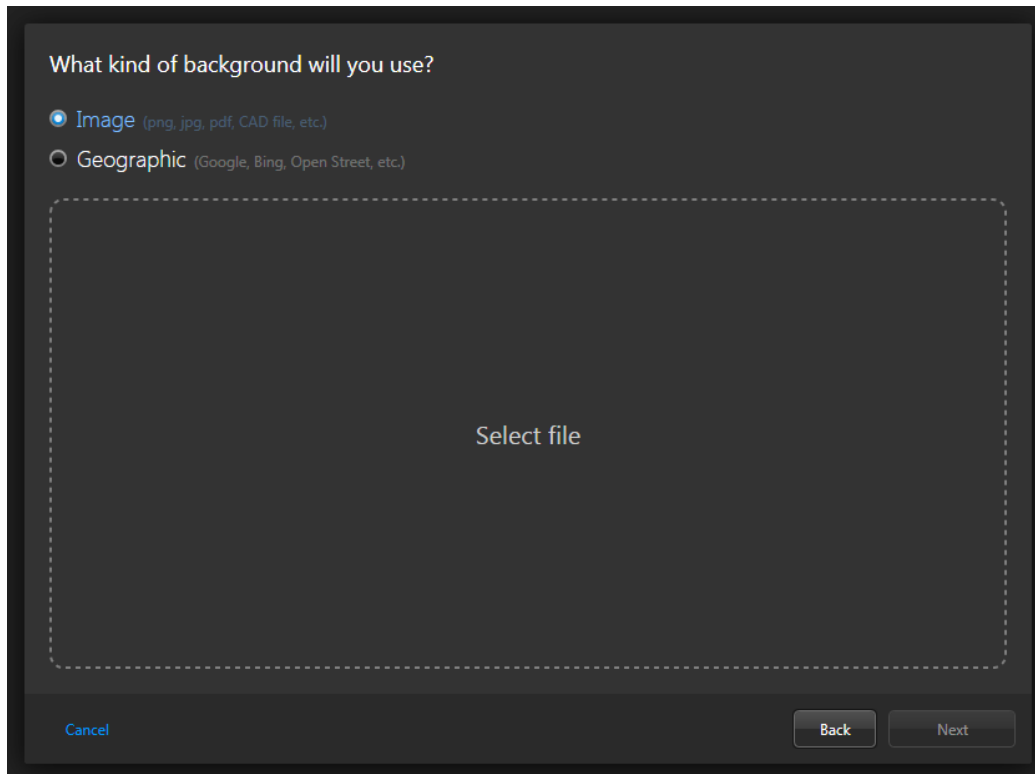 What kind of background will you use?
Image (png, jpg, pdf, CAD file, etc.)
Geographic (Google, Bing, Open Street, etc.)
Select file
Cancel
Back
Next